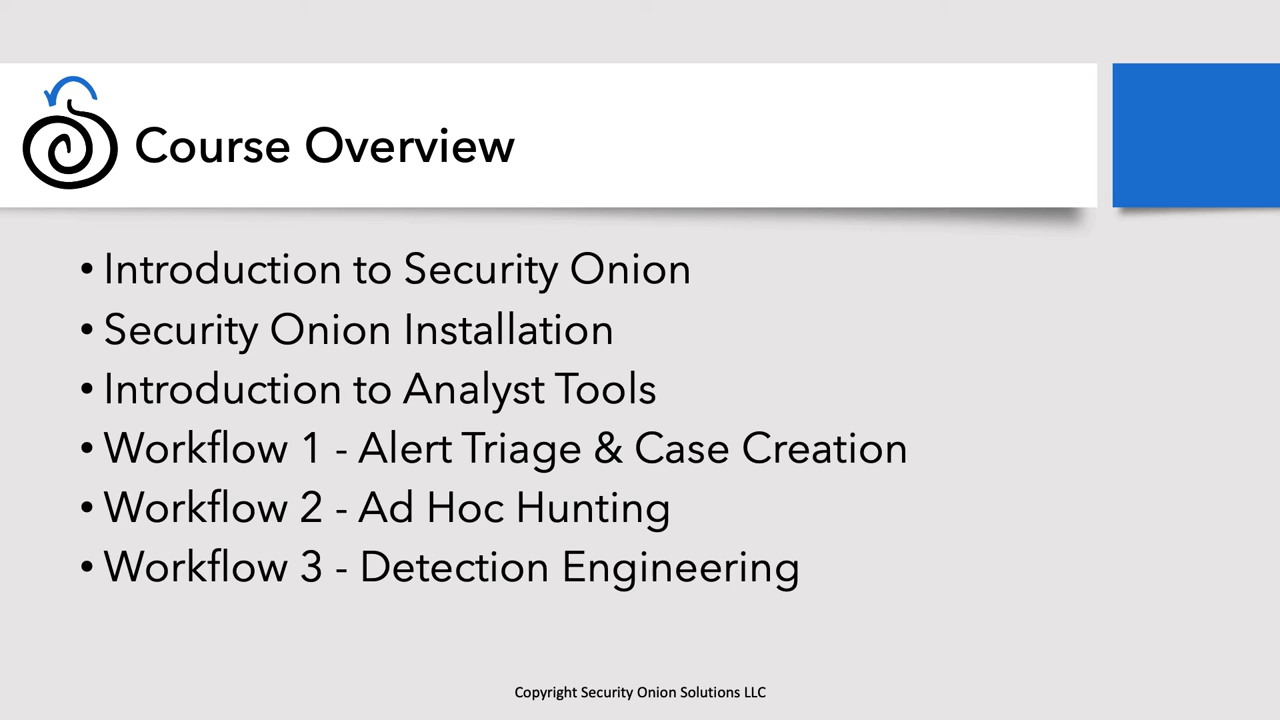 Course Overview
• Introduction to Security Onion
• Security Onion Installation
• Introduction to Analyst Tools
• Workflow 1 - Alert Triage & Case Creation
• Workflow 2 - Ad Hoc Hunting
• Workflow 3 - Detection Engineering
Copyright Security Onion Solutions LLC